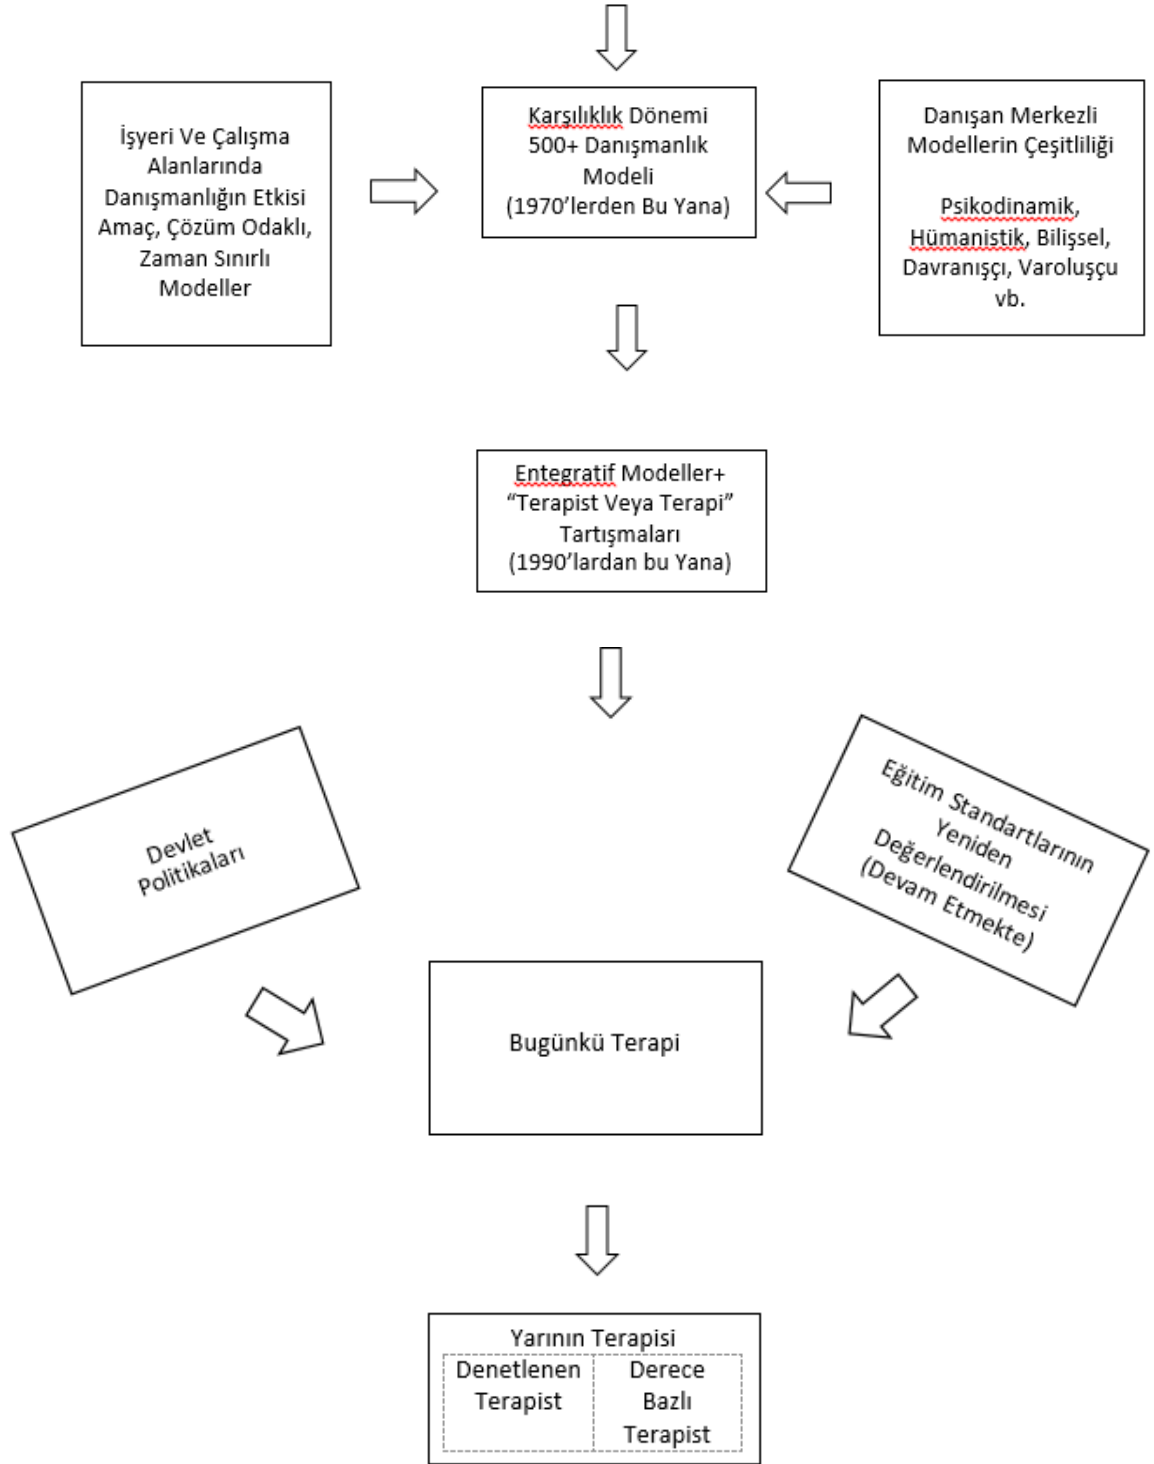 İşyeri Ve Çalışma
Alanlarında
Danışmanlığın Etkisi
Amaç, Çözüm Odaklı,
Zaman Sınırlı
Modeller
Karşılıklık Dönemi
500+ Danışmanlık
Modeli
(1970’lerden Bu Yana)
Danışan Merkezli
Modellerin Çeşitliliği
Psikodinamik,
Hümanistik, Bilişsel,
Davranışçı, Varoluşçu
vb.
Entegratif Modeller+
“Terapist Veya Terapi”
Tartışmaları
(1990’lardan bu Yana)
Devlet
Politikaları
Eğitim Standartlarının
Yeniden
Değerlendirilmesi
(Devam Etmekte)
Bugünkü Terapi
Yarının Terapisi
Denetlenen
Terapist
Derece
Bazlı
Terapist